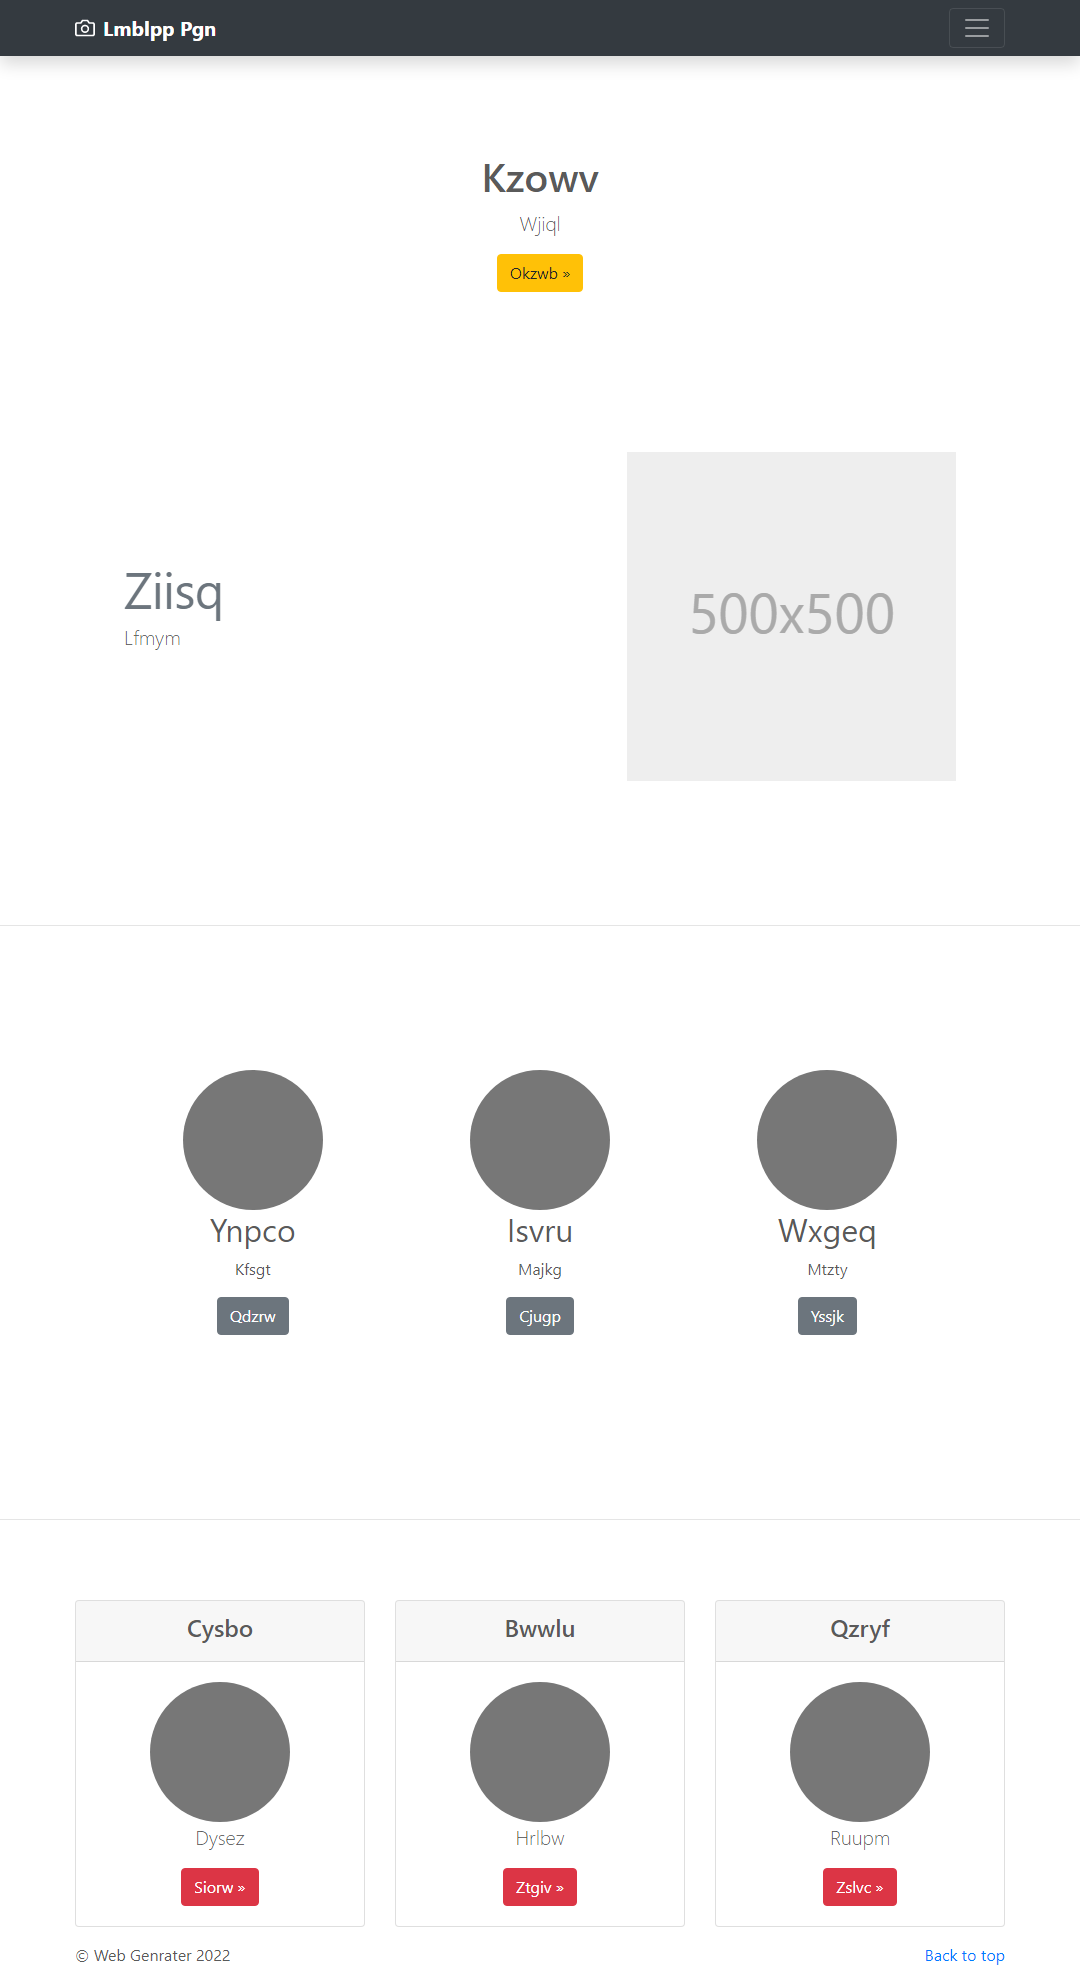 Lmblpp Pgn
Kzowv
Wjiql
Okzwb »
Ziisq
Lfmym
500x500
Ynpco
Kfsgt
Qdzrw
Isvru
Majkg
Cjugp
Wxgeq
Mtzty
Yssjk
Cysbo
Dysez
Siorw »
Bwwlu
Hrlbw
Ztgiv »
Qzryf
Ruupm
Zslvc »
© Web Genrater 2022
Back to top